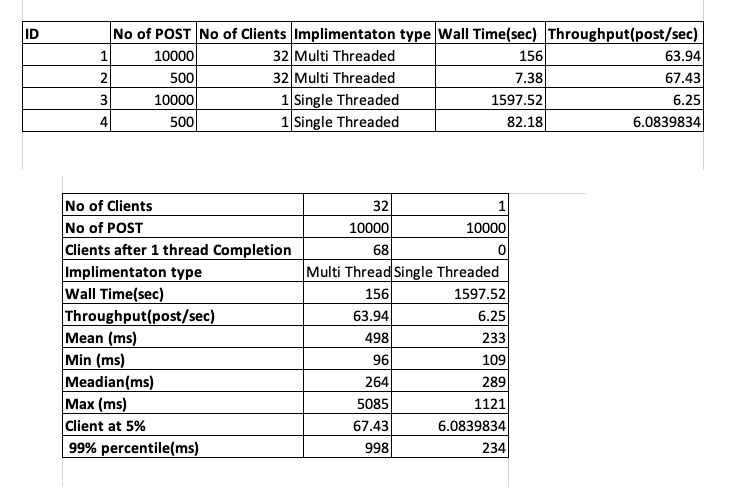 ID No of POST No of Clients Implimentaton type Wall Time(sec) Throughput(post/sec)
1 10000 32 Multi Threaded 156 63.94
2 500 32 Multi Threaded 7.38 67.43
3 10000 1 Single Threaded 1597.52 6.25
4 500 1 Single Threaded 82.18 6.0839834
No of Clients 32 1
No of POST 10000 10000
Clients after 1 thread Completion 68 0
Implimentaton type Multi Thread Single Threaded
Wall Time(sec) 156 1597.52
Throughput(post/sec) 63.94 6.25
Mean (ms) 498 233
Min (ms) 96 109
Meadian(ms) 264 289
Max (ms) 5085 1121
Client at 5% 67.43 6.0839834
99% percentile(ms) 998 234